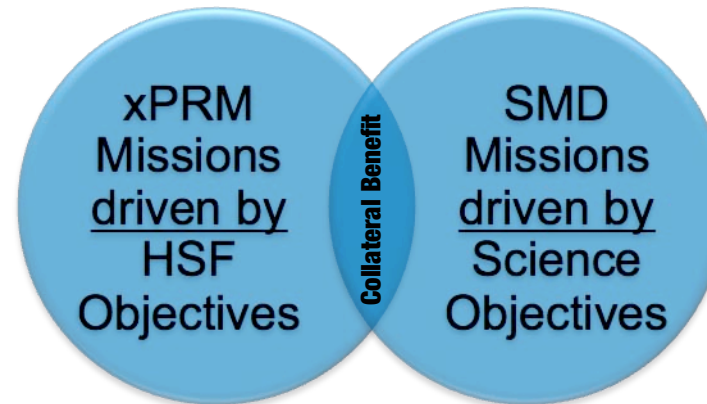 xPRM
Missions
driven by
HSF
Objectives
Collateral Benefit
SMD
Missions
driven by
Science
Objectives